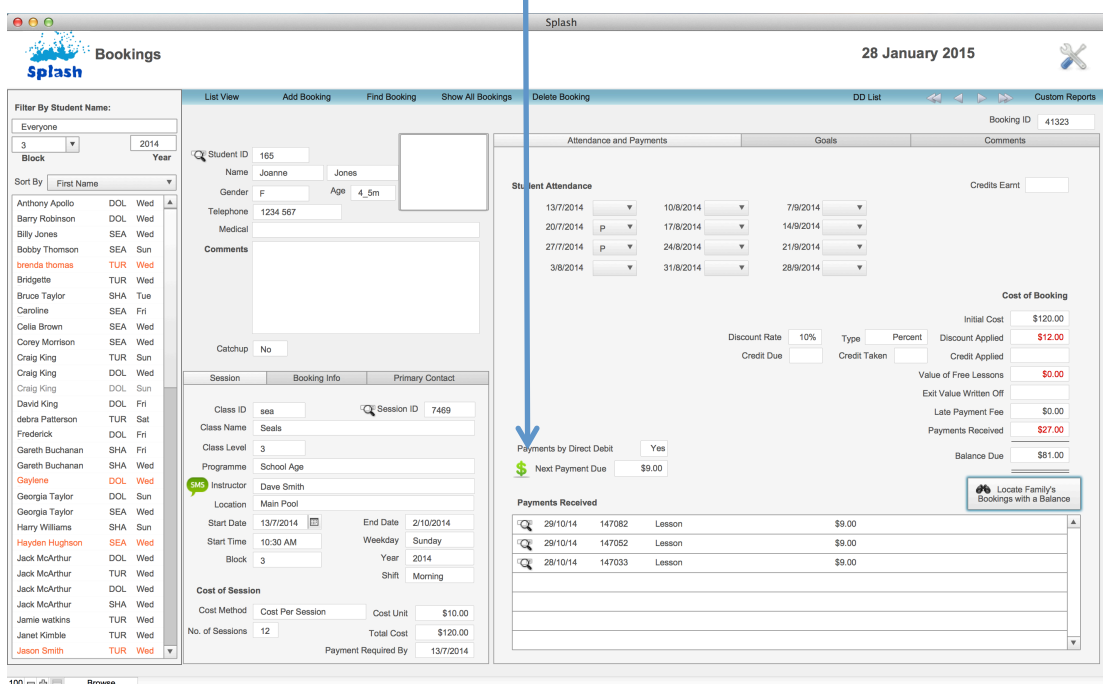 Splash
Splash
Bookings
28 January 2015
List View Add Booking Find Booking Show All Bookings Delete Booking DD List Custom Reports
Filter By Student Name:
Everyone
3 2014
Block Year
Sort By First Name
Anthony Apollo DOL Wed
Barry Robinson DOL Wed
Billy Jones SEA Wed
Bobby Thomson SEA Sun
brenda thomas TUR Wed
Bridgette TUR Wed
Bruce Taylor SHA Tue
Caroline SEA Fri
Celia Brown SEA Wed
Corey Morrison SEA Wed
Craig King TUR Sun
Craig King DOL Wed
Craig King DOL Sun
David King DOL Fri
debra Patterson TUR Sat
Frederick DOL Fri
Gareth Buchanan SHA Fri
Gareth Buchanan SHA Wed
Gaylene DOL Wed
Georgia Taylor DOL Sun
Georgia Taylor SEA Wed
Harry Williams SHA Sun
Hayden Hughson SEA Wed
Jack McArthur DOL Wed
Jack McArthur TUR Wed
Jack McArthur DOL Wed
Jack McArthur SHA Wed
Jamie watkins TUR Wed
Janet Kimble TUR Wed
Jason Smith TUR Wed
Student ID 165
Name Joanne Jones
Gender F Age 4_5m
Telephone 1234 567
Medical
Comments
Catchup No
Session Booking Info Primary Contact
Class ID sea Session ID 7469
Class Name Seals
Class Level 3
Programme School Age
SMS Instructor Dave Smith
Location Main Pool
Start Date 13/7/2014 End Date 2/10/2014
Start Time 10:30 AM Weekday Sunday
Block 3 Year 2014
Shift Morning
Cost of Session
Cost Method Cost Per Session Cost Unit $10.00
No. of Sessions 12 Total Cost $120.00
Payment Required By 13/7/2014
Booking ID 41323
Attendance and Payments Goals Comments
Student Attendance Credits Earnt
13/7/2014 10/8/2014 7/9/2014
20/7/2014 P 17/8/2014 14/9/2014
27/7/2014 P 24/8/2014 21/9/2014
3/8/2014 31/8/2014 28/9/2014
Cost of Booking
Initial Cost $120.00
Discount Rate 10% Type Percent Discount Applied $12.00
Credit Due Credit Taken Credit Applied
Value of Free Lessons $0.00
Exit Value Written Off
Late Payment Fee $0.00
Payments Received $27.00
Payments by Direct Debit Yes
Balance Due $81.00
$ Next Payment Due $9.00
Locate Family's
Bookings with a Balance
Payments Received
29/10/14 147082 Lesson $9.00
29/10/14 147052 Lesson $9.00
28/10/14 147033 Lesson $9.00
100 Browse